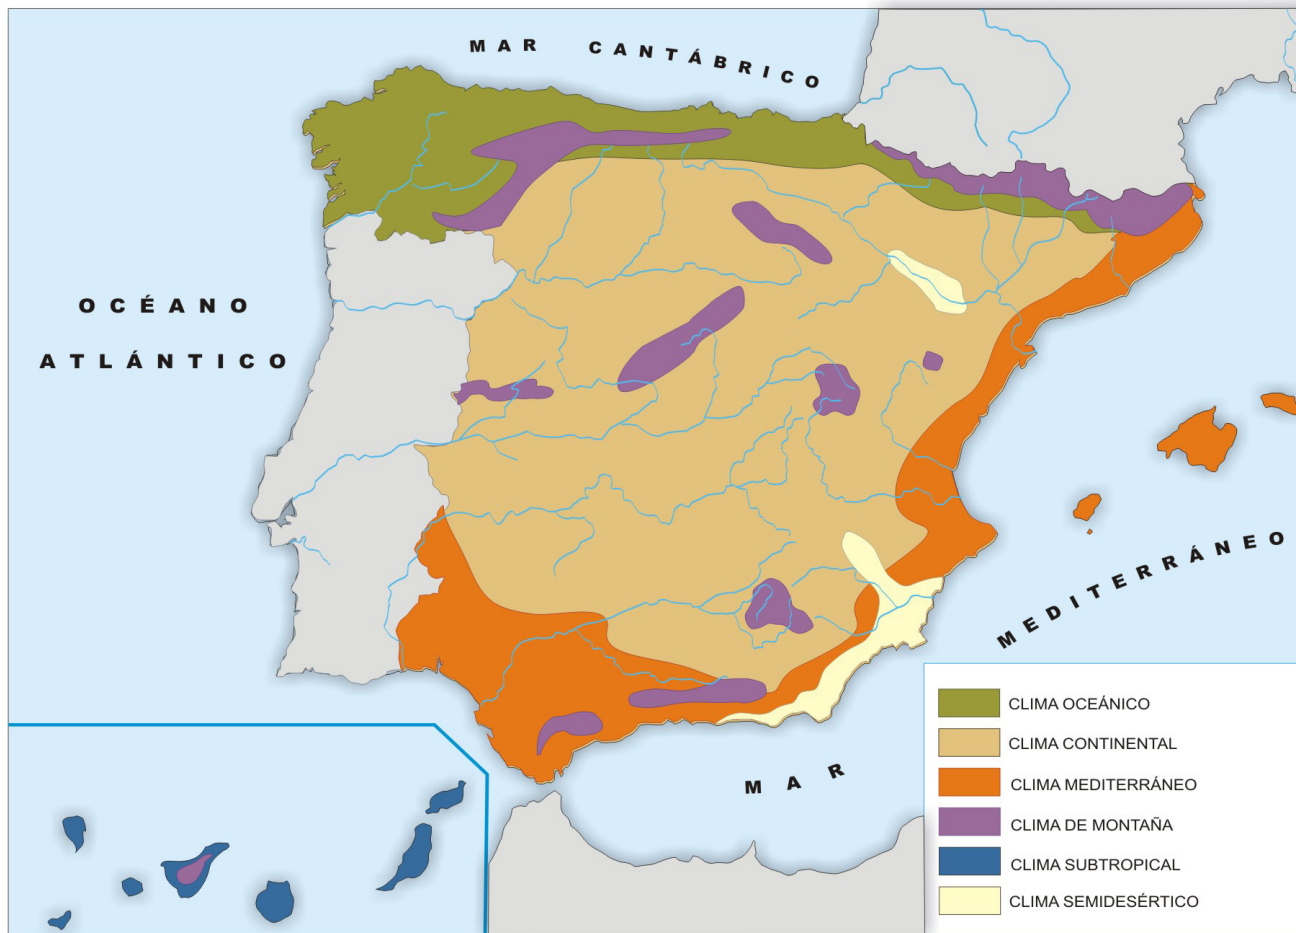 MAR CANTÁBRICO
OCÉANO
ATLÁNTICO
MAR MEDITERRÁNEO
CLIMA OCEÁNICO
CLIMA CONTINENTAL
CLIMA MEDITERRÁNEO
CLIMA DE MONTAÑA
CLIMA SUBTROPICAL
CLIMA SEMIDESÉRTICO